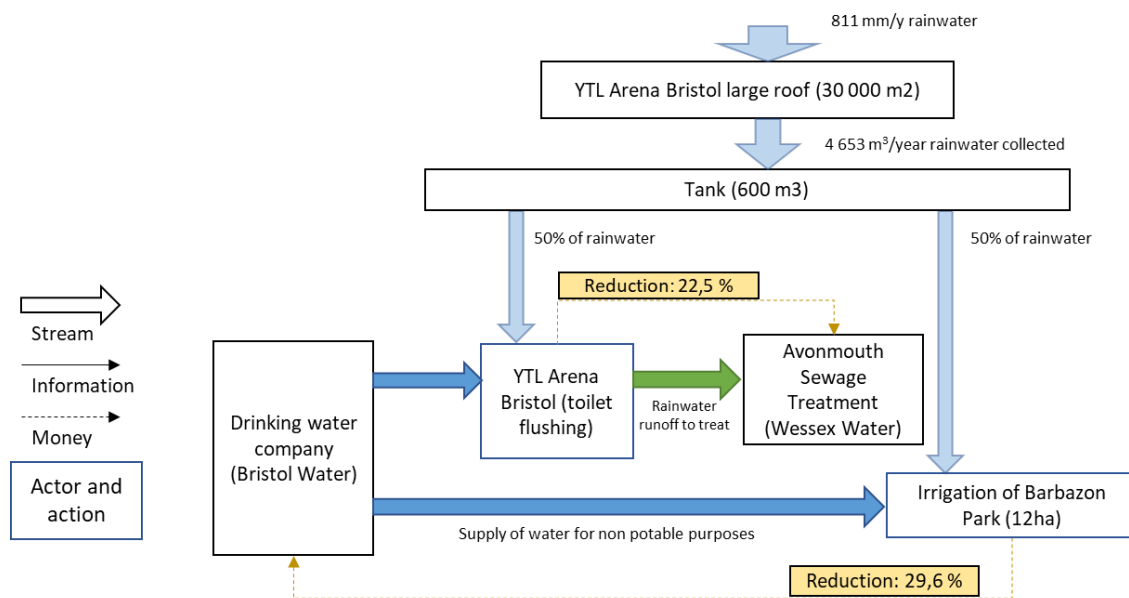 811 mm/y rainwater
YTL Arena Bristol large roof (30 000 m2)
4 653 m³/year rainwater collected
Tank (600 m3)
50% of rainwater
50% of rainwater
Reduction: 22,5 %
Stream
Information
Money
Actor and
action
Drinking water
company
(Bristol Water)
YTL Arena
Bristol (toilet
flushing)
Rainwater
runoff to treat
Avonmouth
Sewage
Treatment
(Wessex Water)
Supply of water for non potable purposes
Irrigation of Barbazon
Park (12ha)
Reduction: 29,6 %